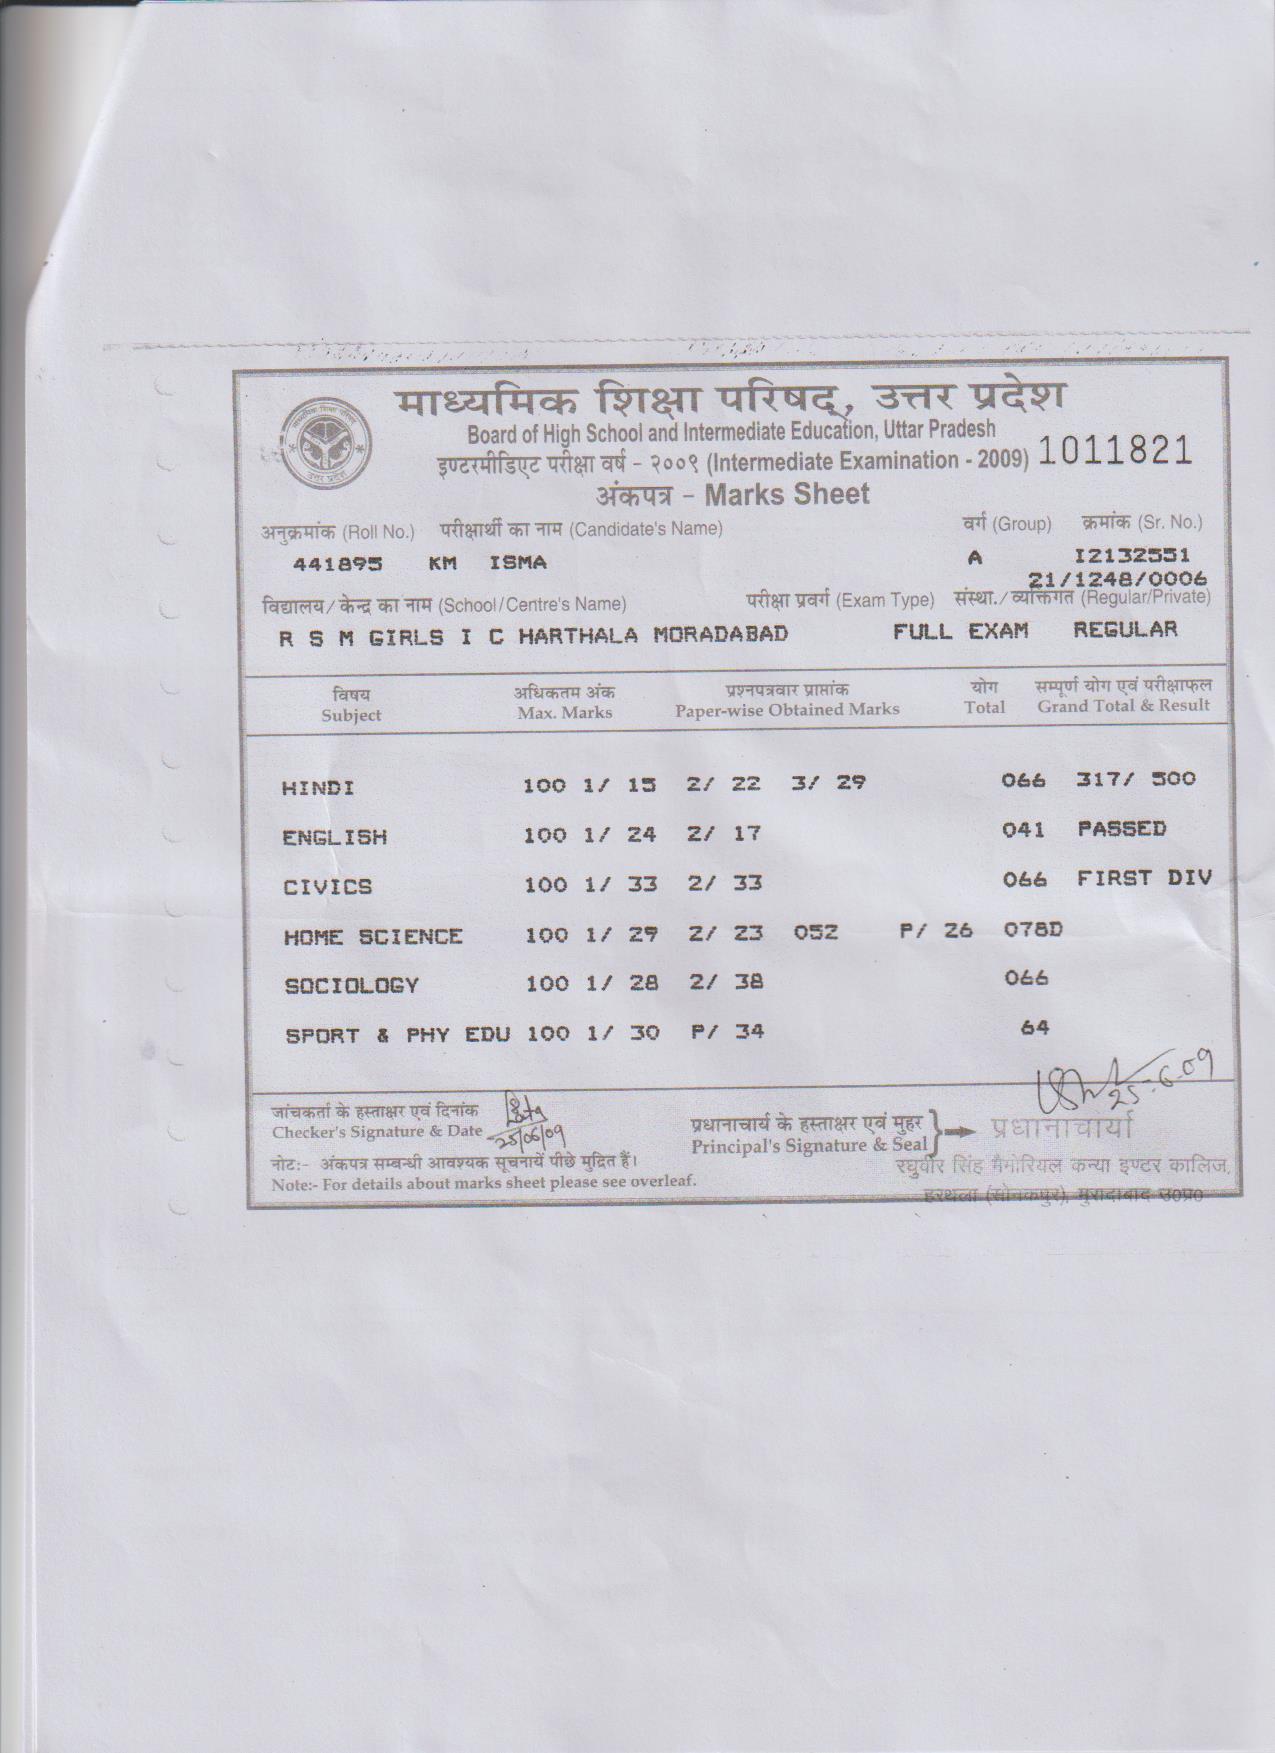 माध्यमिक शिक्षा परिषद्, उत्तर प्रदेश
Board of High School and Intermediate Education, Uttar Pradesh
इण्टरमीडिएट परीक्षा वर्ष - २००९ (Intermediate Examination - 2009) 1011821
अंकपत्र - Marks Sheet
अनुक्रमांक (Roll No.) परीक्षार्थी का नाम (Candidate's Name) वर्ग (Group) क्रमांक (Sr. No.)
441895 KM ISMA A I2132551
21/1248/0006
विद्यालय/केन्द्र का नाम (School/Centre's Name) परीक्षा प्रवर्ग (Exam Type) संस्था./व्यक्तिगत (Regular/Private)
R S M GIRLS I C HARTHALA MORADABAD FULL EXAM REGULAR
विषय अधिकतम अंक प्रश्नपत्रवार प्राप्तांक योग सम्पूर्ण योग एवं परीक्षाफल
Subject Max. Marks Paper-wise Obtained Marks Total Grand Total & Result
HINDI 100 1/ 15 2/ 22 3/ 29 066 317/ 500
ENGLISH 100 1/ 24 2/ 17 041 PASSED
CIVICS 100 1/ 33 2/ 33 066 FIRST DIV
HOME SCIENCE 100 1/ 29 2/ 23 052 P/ 26 078D
SOCIOLOGY 100 1/ 28 2/ 38 066
SPORT & PHY EDU 100 1/ 30 P/ 34 64
25-6-09
जांचकर्ता के हस्ताक्षर एवं दिनांक
Checker's Signature & Date 25/06/09
प्रधानाचार्य के हस्ताक्षर एवं मुहर
Principal's Signature & Seal
प्रधानाचार्या
नोटः- अंकपत्र सम्बन्धी आवश्यक सूचनायें पीछे मुद्रित हैं।
रघुवीर सिंह मैमोरियल कन्या इण्टर कालिज,
Note:- For details about marks sheet please see overleaf.
हरथला (सोनकपुर), मुरादाबाद उ०प्र०